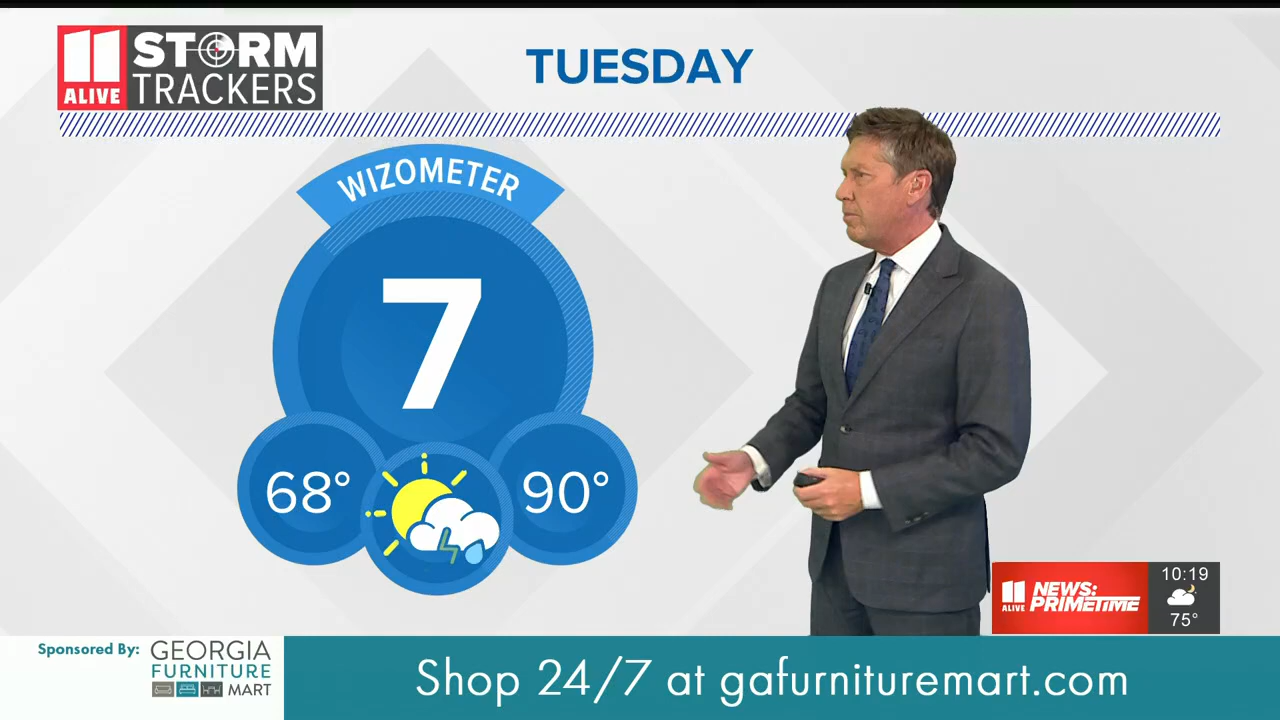 11 ALIVE
STORM
TRACKERS
TUESDAY
WIZOMETER
7
68°
90°
11 ALIVE
NEWS:
PRIMETIME
10:19
75°
Sponsored By:
GEORGIA
FURNITURE
MART
Shop 24/7 at gafurnituremart.com